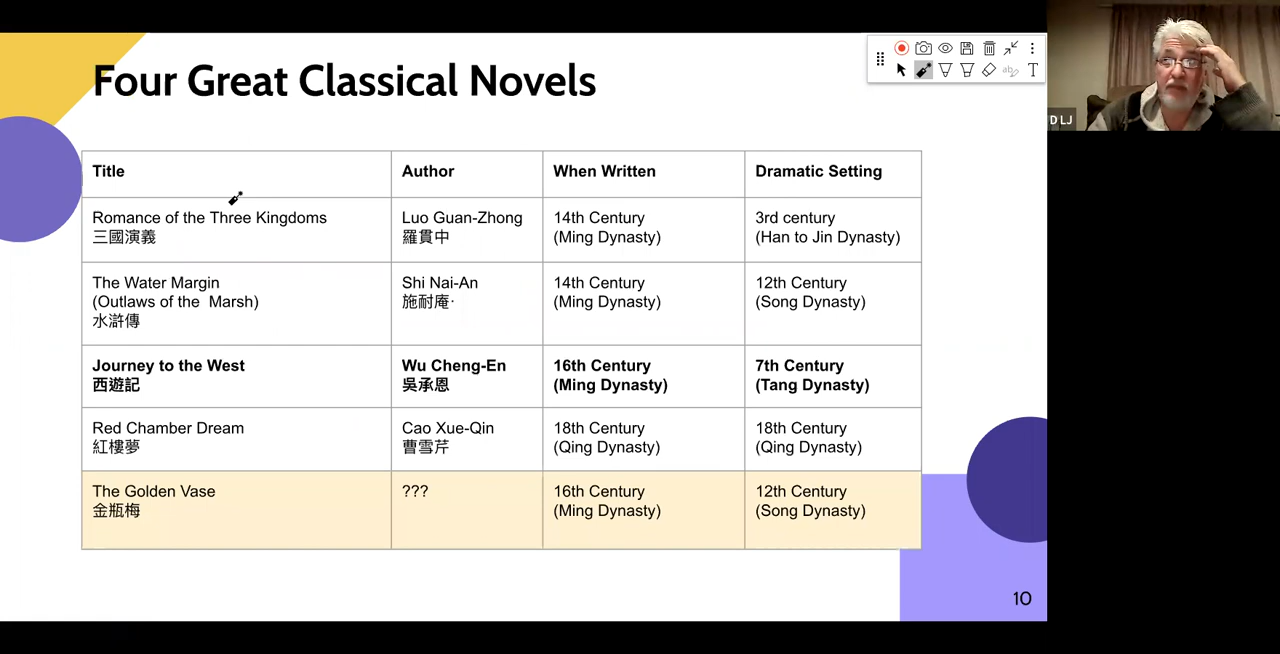 Four Great Classical Novels
Title
Author
When Written
Dramatic Setting
Romance of the Three Kingdoms
三國演義
Luo Guan-Zhong
羅貫中
14th Century
(Ming Dynasty)
3rd century
(Han to Jin Dynasty)
The Water Margin
(Outlaws of the  Marsh)
水滸傳
Shi Nai-An
施耐庵·
14th Century
(Ming Dynasty)
12th Century
(Song Dynasty)
Journey to the West
西遊記
Wu Cheng-En
吳承恩
16th Century
(Ming Dynasty)
7th Century
(Tang Dynasty)
Red Chamber Dream
紅樓夢
Cao Xue-Qin
曹雪芹
18th Century
(Qing Dynasty)
18th Century
(Qing Dynasty)
The Golden Vase
金瓶梅
???
16th Century
(Ming Dynasty)
12th Century
(Song Dynasty)
10
D LJ
ab
T